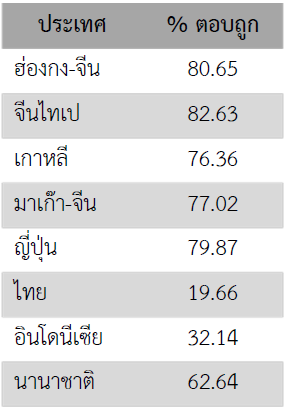 ประเทศ % ตอบถูก
ฮ่องกง-จีน 80.65
จีนไทเป 82.63
เกาหลี 76.36
มาเก๊า-จีน 77.02
ญี่ปุ่น 79.87
ไทย 19.66
อินโดนีเซีย 32.14
นานาชาติ 62.64